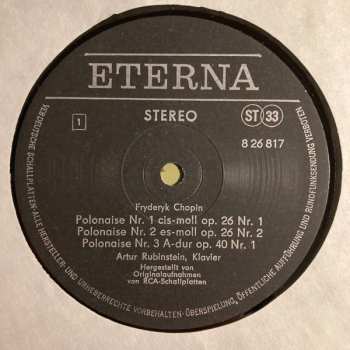 ETERNA
STEREO
ST 33
1
8 26 817
Fryderyk Chopin
Polonaise Nr. 1 cis-moll op. 26 Nr. 1
Polonaise Nr. 2 es-moll op. 26 Nr. 2
Polonaise Nr. 3 A-dur op. 40 Nr. 1
Artur Rubinstein, Klavier
Hergestellt von
Originalaufnahmen
von RCA-Schallplatten
VEB DEUTSCHE SCHALLPLATTEN · ALLE HERSTELLER- UND URHEBERRECHTE VORBEHALTEN · ÜBERSPIELUNG, ÖFFENTLICHE AUFFÜHRUNG UND RUNDFUNKSENDUNG VERBOTEN